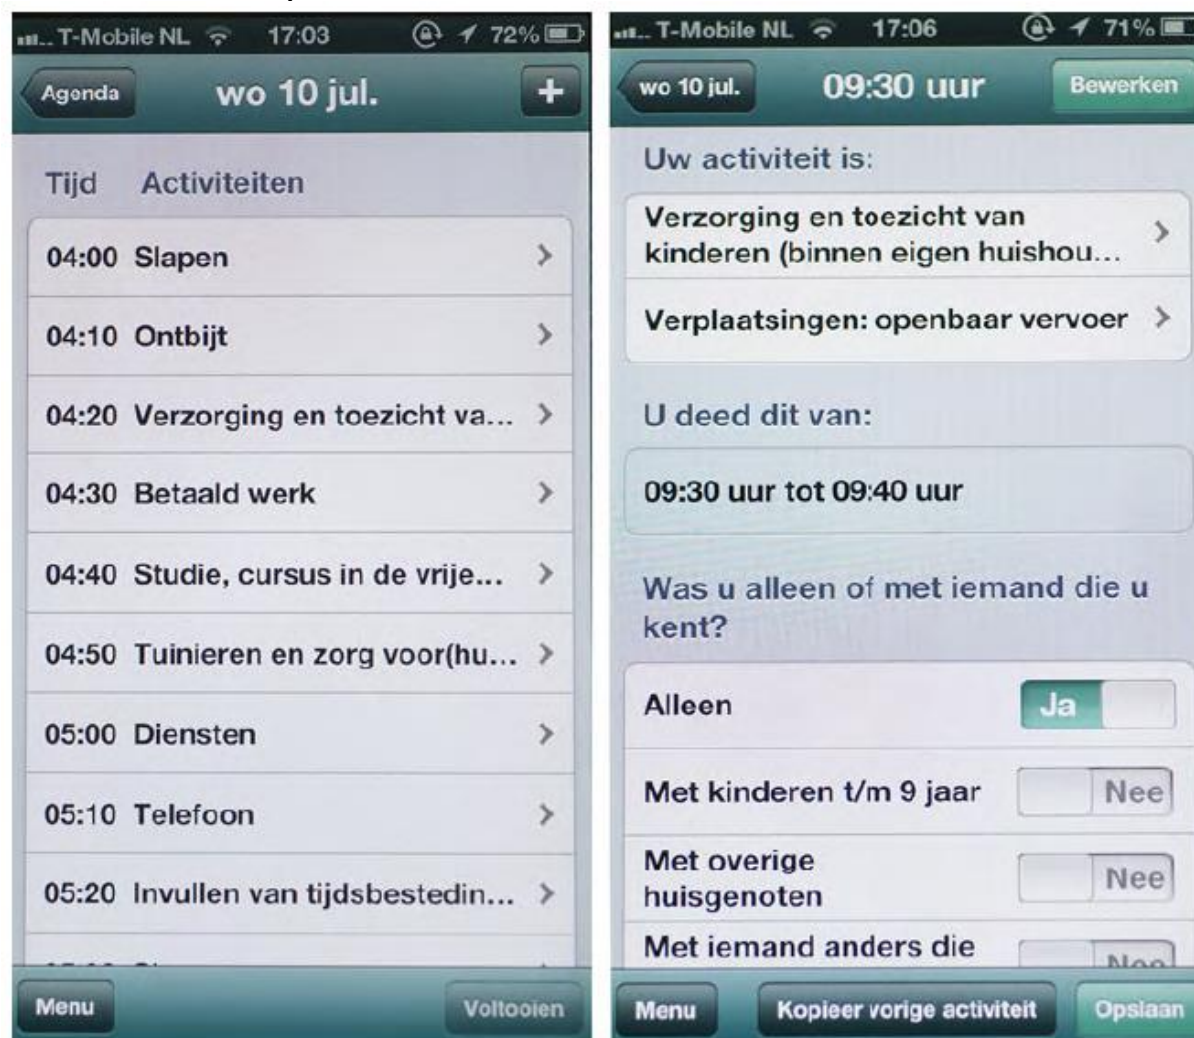 T-Mobile NL 17:03 72%
Agenda wo 10 jul. +
Tijd Activiteiten
04:00 Slapen
04:10 Ontbijt
04:20 Verzorging en toezicht va...
04:30 Betaald werk
04:40 Studie, cursus in de vrije...
04:50 Tuinieren en zorg voor(hu...
05:00 Diensten
05:10 Telefoon
05:20 Invullen van tijdsbestedin...
Menu Voltooien
T-Mobile NL 17:06 71%
wo 10 jul. 09:30 uur Bewerken
Uw activiteit is:
Verzorging en toezicht van
kinderen (binnen eigen huishou...
Verplaatsingen: openbaar vervoer
U deed dit van:
09:30 uur tot 09:40 uur
Was u alleen of met iemand die u
kent?
Alleen Ja
Met kinderen t/m 9 jaar Nee
Met overige
huisgenoten Nee
Met iemand anders die Nee
Menu Kopieer vorige activiteit Opslaan